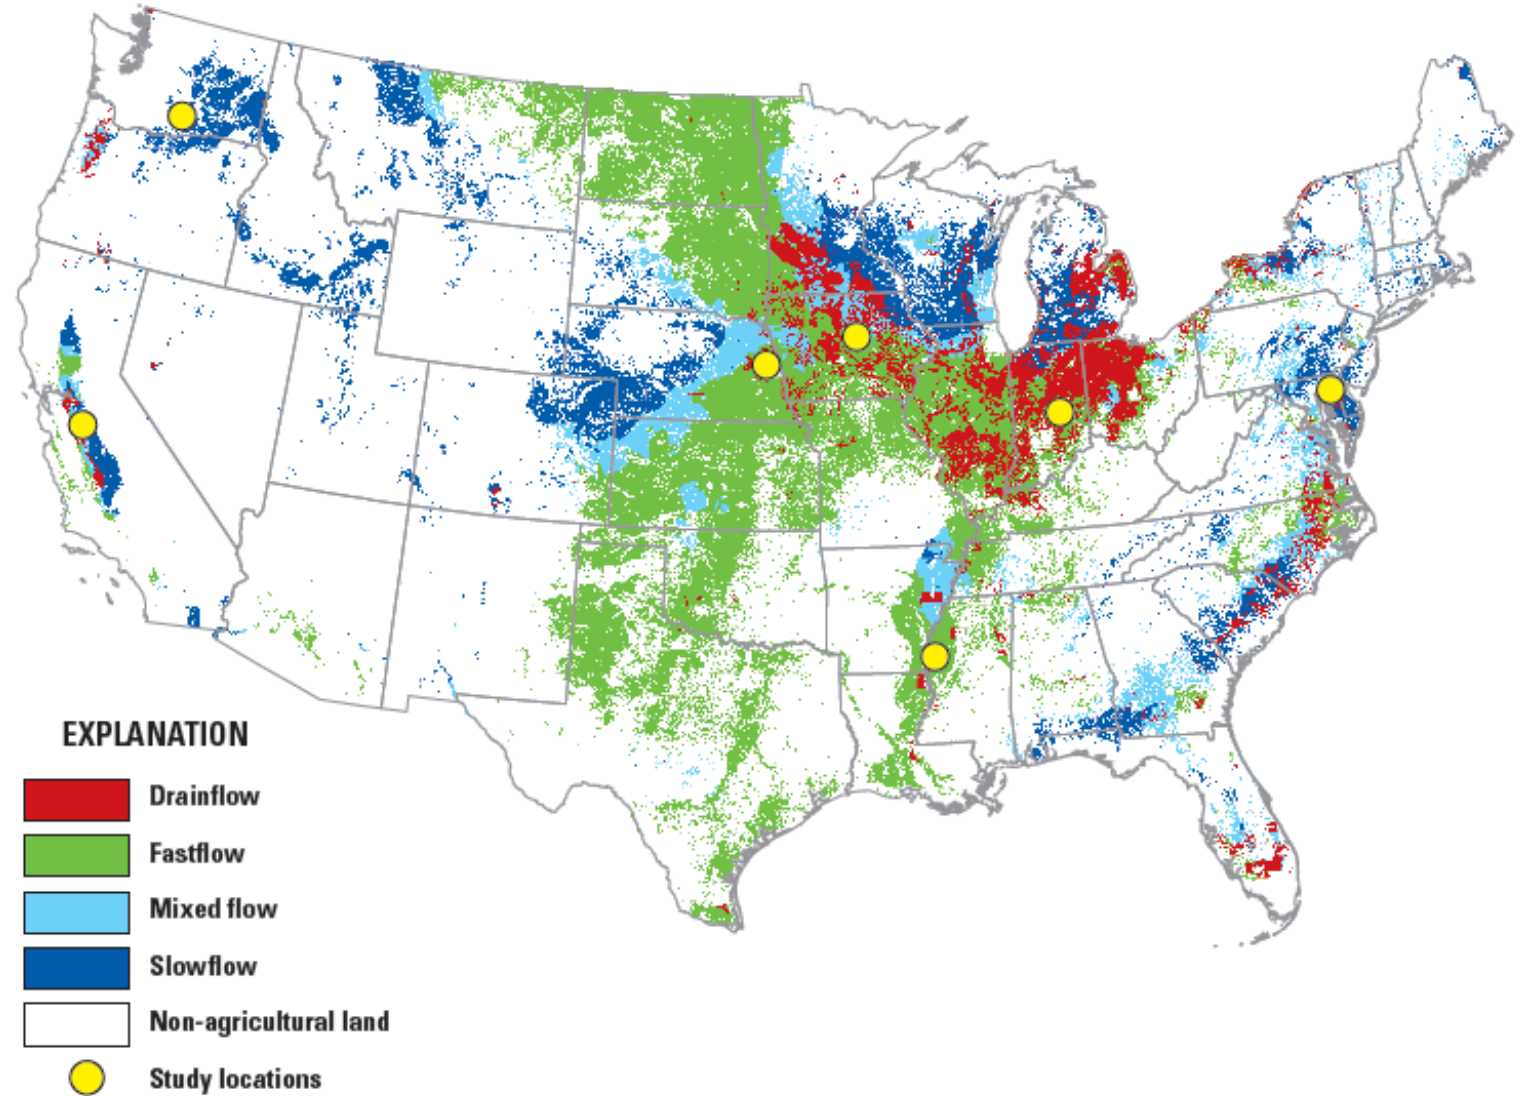 EXPLANATION
Drainflow
Fastflow
Mixed flow
Slowflow
Non-agricultural land
Study locations